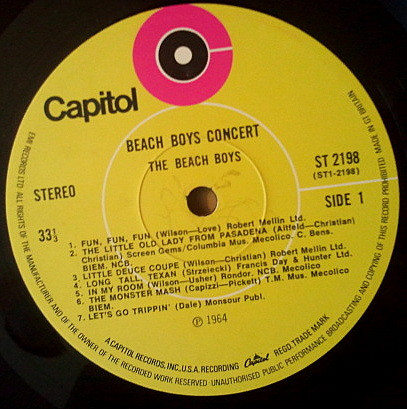 Capitol
BEACH BOYS CONCERT
THE BEACH BOYS
STEREO
33⅓
ST 2198
(ST1-2198)
SIDE 1
1. FUN, FUN, FUN (Wilson—Love) Robert Mellin Ltd.
2. THE LITTLE OLD LADY FROM PASADENA (Altfeld—Christian)
Christian) Screen Gems/Columbia Mus. Mecolico C. Bens.
BIEM. NCB.
3. LITTLE DEUCE COUPE (Wilson—Christian) Robert Mellin Ltd.
4. LONG, TALL, TEXAN (Strzelecki) Francis Day & Hunter Ltd.
5. IN MY ROOM (Wilson—Usher) Rondor. NCB. Mecolico
6. THE MONSTER MASH (Capizzi—Pickett) T.M. Mus. Mecolico
BIEM.
7. LET'S GO TRIPPIN' (Dale) Monsour Publ.
℗ 1964
A CAPITOL RECORDS, INC., U.S.A. RECORDING Capitol REGD. TRADE MARK
EMI RECORDS LTD ALL RIGHTS OF THE MANUFACTURER AND OF THE OWNER OF THE RECORDED WORK RESERVED UNAUTHORISED PUBLIC PERFORMANCE BROADCASTING AND COPYING OF THIS RECORD PROHIBITED MADE IN GT BRITAIN